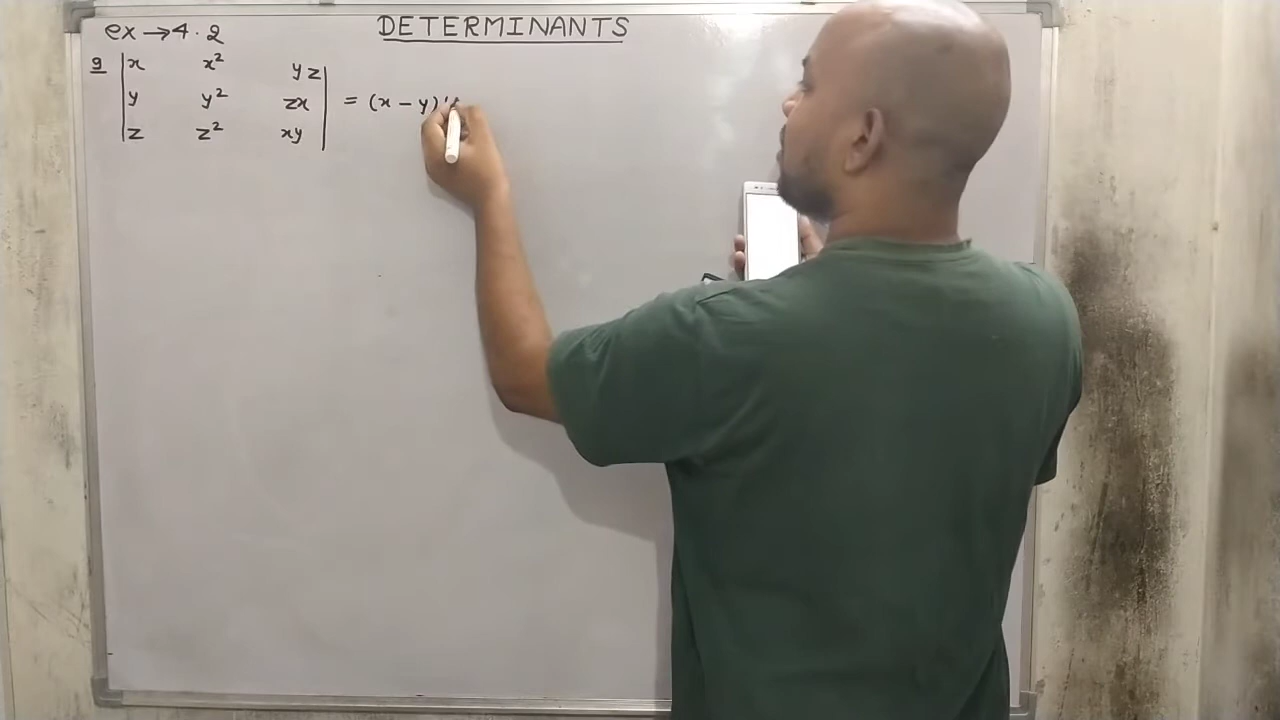 DETERMINANTS
ex → 4.2
9 | x x² yz |
| y y² zx | = (x - y)
| z z² xy |